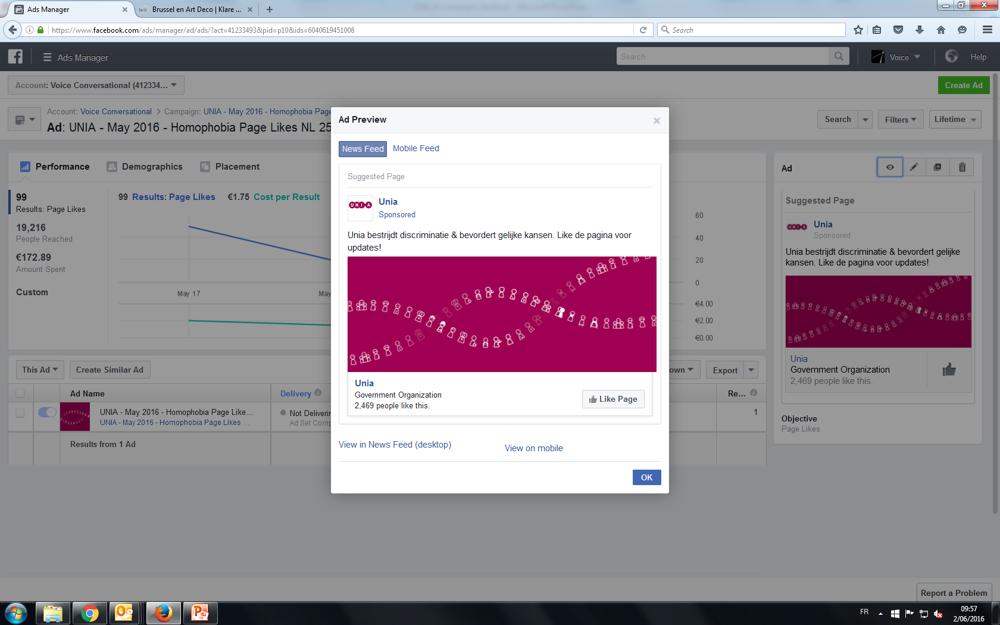 Ads Manager
Brussel en Art Deco | Klare ...
https://www.facebook.com/ads/manager/ad/ads/?act=41233493&pid=p10&ids=6040619451008
Search
Ads Manager
Search
Voice
Help
Account: Voice Conversational (412334...
Create Ad
Account: Voice Conversational > Campaign: UNIA - May 2016 - Homophobia Page
Ad: UNIA - May 2016 - Homophobia Page Likes NL 25
Search
Filters
Lifetime
Ad Preview
News Feed
Mobile Feed
Suggested Page
UNIA
Unia
Sponsored
Unia bestrijdt discriminatie & bevordert gelijke kansen. Like de pagina voor
updates!
Unia
Government Organization
2,469 people like this.
Like Page
View in News Feed (desktop)
View on mobile
OK
Performance
Demographics
Placement
99
Results: Page Likes
19,216
People Reached
€172.89
Amount Spent
Custom
99 Results: Page Likes
€1.75 Cost per Result
60
40
20
0
May 17
May
€4.00
€2.00
€0.00
Ad
Suggested Page
UNIA
Unia
Sponsored
Unia bestrijdt discriminatie & bevordert gelijke
kansen. Like de pagina voor updates!
Unia
Government Organization
2,469 people like this.
Objective
Page Likes
This Ad
Create Similar Ad
own
Export
Ad Name
Delivery
Re...
UNIA - May 2016 - Homophobia Page Like...
UNIA - May 2016 - Homophobia Page Likes ...
Not Deliverin
Ad Set Comp
1
Results from 1 Ad
Report a Problem
FR
09:57
2/06/2016